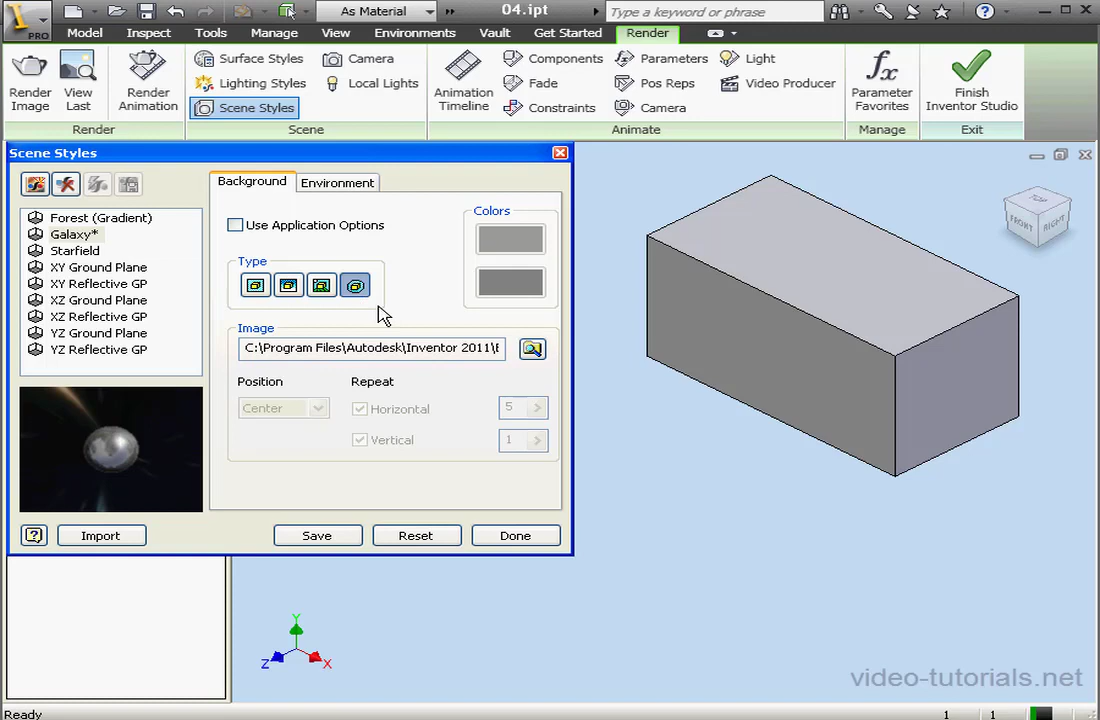 PRO
As Material
04.ipt
Type a keyword or phrase
Model
Inspect
Tools
Manage
View
Environments
Vault
Get Started
Render
Render Image
View Last
Render Animation
Surface Styles
Lighting Styles
Scene Styles
Camera
Local Lights
Animation Timeline
Components
Fade
Constraints
Parameters
Pos Reps
Camera
Light
Video Producer
Parameter Favorites
Finish Inventor Studio
Render
Scene
Animate
Manage
Exit
Scene Styles
Background
Environment
Forest (Gradient)
Galaxy*
Starfield
XY Ground Plane
XY Reflective GP
XZ Ground Plane
XZ Reflective GP
YZ Ground Plane
YZ Reflective GP
Use Application Options
Colors
Type
Image
C:\Program Files\Autodesk\Inventor 2011\
Position
Repeat
Center
Horizontal
5
Vertical
1
Import
Save
Reset
Done
TOP
FRONT
RIGHT
Y
Z
X
video-tutorials.net
Ready
1
1